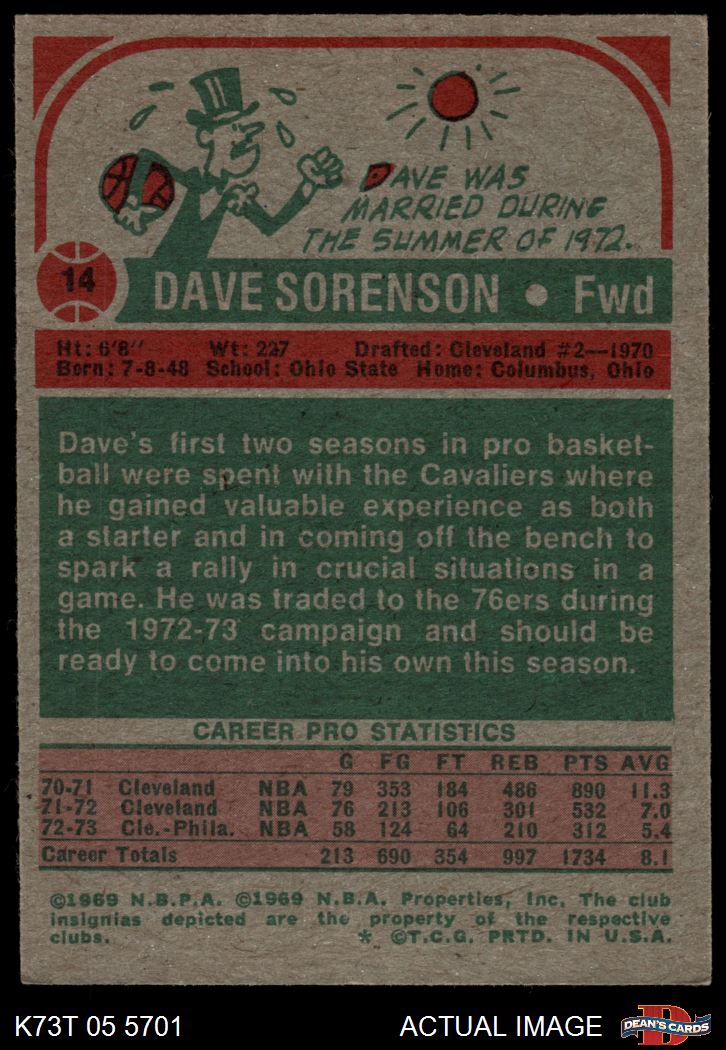 DAVE WAS
MARRIED DURING
THE SUMMER OF 1972.
14
DAVE SORENSON • Fwd
Ht: 6'8" Wt: 227 Drafted: Cleveland #2—1970
Born: 7-8-48 School: Ohio State Home: Columbus, Ohio
Dave's first two seasons in pro basket-
ball were spent with the Cavaliers where
he gained valuable experience as both
a starter and in coming off the bench to
spark a rally in crucial situations in a
game. He was traded to the 76ers during
the 1972-73 campaign and should be
ready to come into his own this season.
CAREER PRO STATISTICS
G FG FT REB PTS AVG
70-71 Cleveland NBA 79 353 184 486 890 11.3
71-72 Cleveland NBA 76 213 106 301 532 7.0
72-73 Cle.-Phila. NBA 58 124 64 210 312 5.4
Career Totals 213 690 354 997 1734 8.1
©1969 N.B.P.A. ©1969 N.B.A. Properties, Inc. The club
insignias depicted are the property of the respective
clubs. * ©T.C.G. PRTD. IN U.S.A.
K73T 05 5701 ACTUAL IMAGE D DEAN'S CARDS